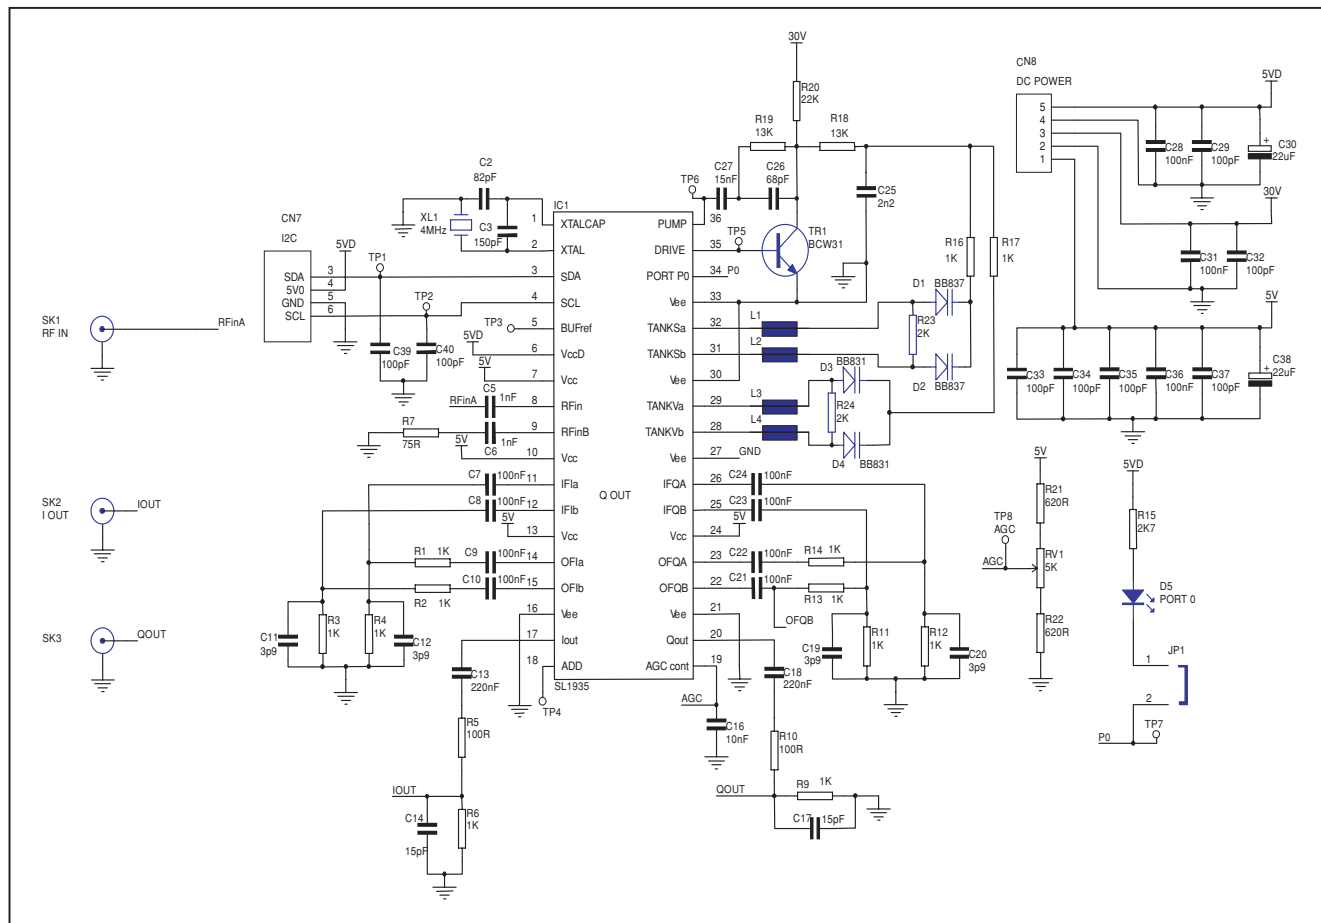 30V
CN8
DC POWER
5VD
R20
22K
5
4
3
2
1
R19
13K
R18
13K
C28
100nF
C29
100pF
+
C30
22uF
C2
82pF
C27
15nF
C26
68pF
TP6
C25
2n2
30V
CN7
I2C
XL1
4MHz
C3
150pF
IC1
1
XTALCAP
PUMP
36
TP5
TR1
BCW31
R16
1K
R17
1K
C31
100nF
C32
100pF
5VD
TP1
2
XTAL
DRIVE
35
SDA
3
5V0
4
GND
5
SCL
6
3
SDA
PORT P0
34
P0
TP2
4
SCL
Vee
33
D1
BB837
SK1
RF IN
RFinA
TP3
5
BUFref
TANKSa
32
L1
R23
2K
5V
C39
100pF
C40
100pF
5VD
6
VccD
TANKSb
31
L2
D2
BB837
5V
7
Vcc
Vee
30
D3
BB831
C33
100pF
C34
100pF
C35
100pF
C36
100nF
C37
100pF
+
C38
22uF
C5
1nF
RFinA
8
RFin
TANKVa
29
L3
R24
2K
R7
75R
C6
1nF
9
RFinB
TANKVb
28
L4
D4
BB831
5V
10
Vcc
Vee
27
GND
5V
5VD
C7
100nF
11
IFIa
IFQA
26
C24
100nF
R21
620R
SK2
I OUT
IOUT
C8
100nF
12
IFIb
Q OUT
IFQB
25
C23
100nF
TP8
AGC
R15
2K7
5V
13
Vcc
Vcc
24
5V
R1
1K
C9
100nF
14
OFIa
OFQA
23
C22
100nF
R14
1K
AGC
RV1
5K
R2
1K
C10
100nF
15
OFIb
OFQB
22
C21
100nF
R13
1K
D5
PORT 0
SK3
QOUT
C11
3p9
R3
1K
R4
1K
C12
3p9
16
Vee
Vee
21
OFQB
R22
620R
17
Iout
Qout
20
C19
3p9
R11
1K
R12
1K
C20
3p9
JP1
1
2
C13
220nF
18
ADD
AGC cont
19
C18
220nF
SL1935
TP4
AGC
C16
10nF
R5
100R
R10
100R
TP7
P0
IOUT
QOUT
R9
1K
C14
15pF
R6
1K
C17
15pF